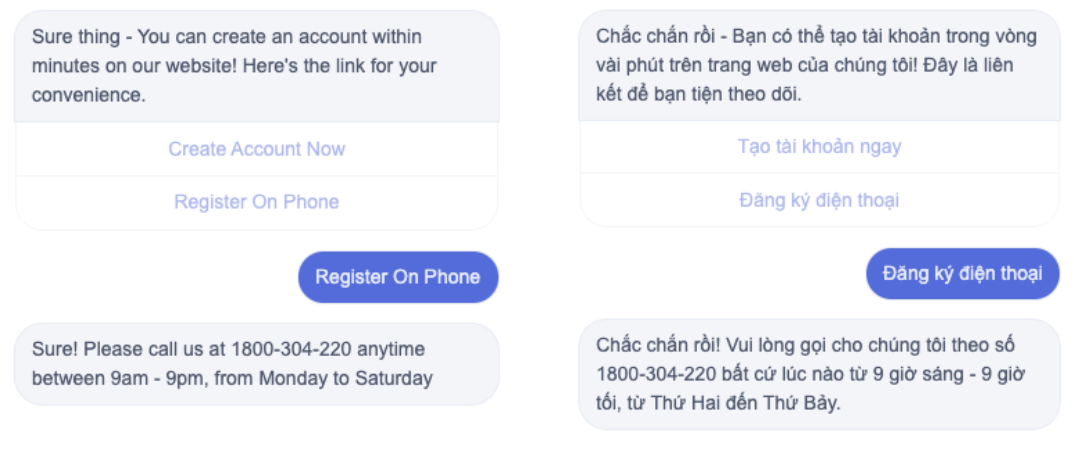 Sure thing - You can create an account within
minutes on our website! Here's the link for your
convenience.
Create Account Now
Register On Phone
Register On Phone
Sure! Please call us at 1800-304-220 anytime
between 9am - 9pm, from Monday to Saturday
Chắc chắn rồi - Bạn có thể tạo tài khoản trong vòng
vài phút trên trang web của chúng tôi! Đây là liên
kết để bạn tiện theo dõi.
Tạo tài khoản ngay
Đăng ký điện thoại
Đăng ký điện thoại
Chắc chắn rồi! Vui lòng gọi cho chúng tôi theo số
1800-304-220 bất cứ lúc nào từ 9 giờ sáng - 9 giờ
tối, từ Thứ Hai đến Thứ Bảy.